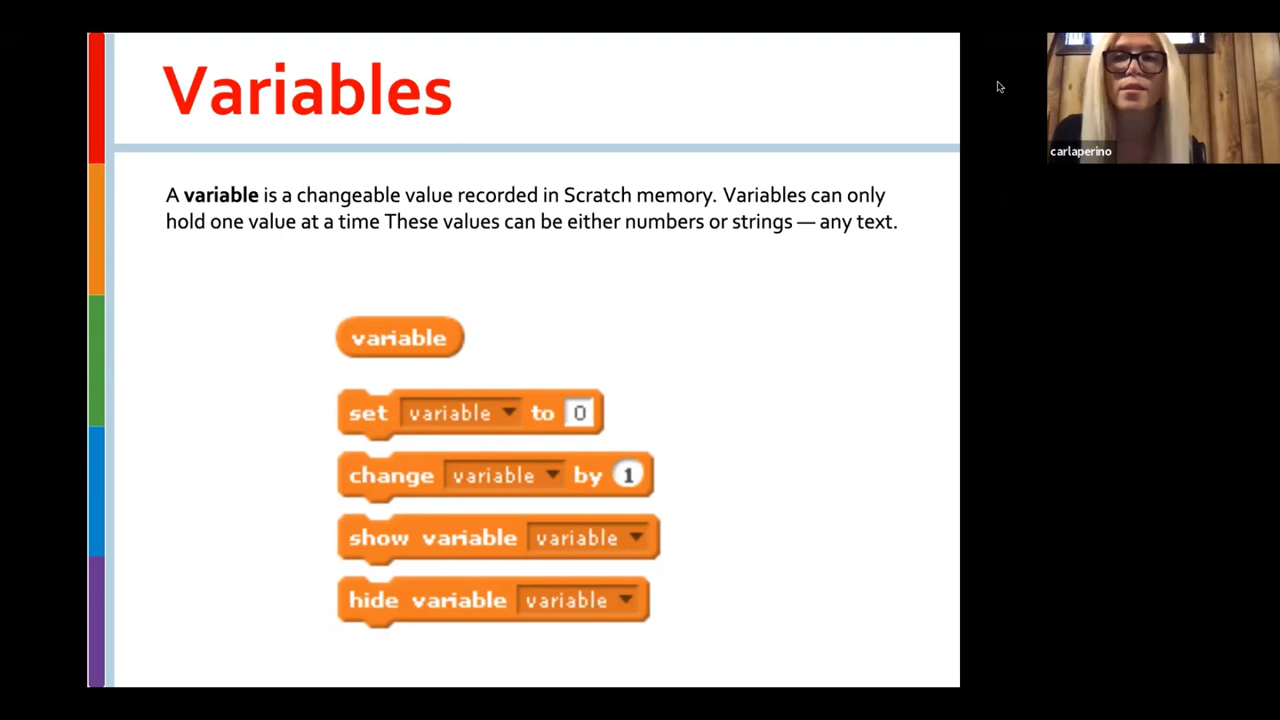 Variables
A variable is a changeable value recorded in Scratch memory. Variables can only
hold one value at a time These values can be either numbers or strings — any text.
variable
set variable to 0
change variable by 1
show variable variable
hide variable variable
carlaperino